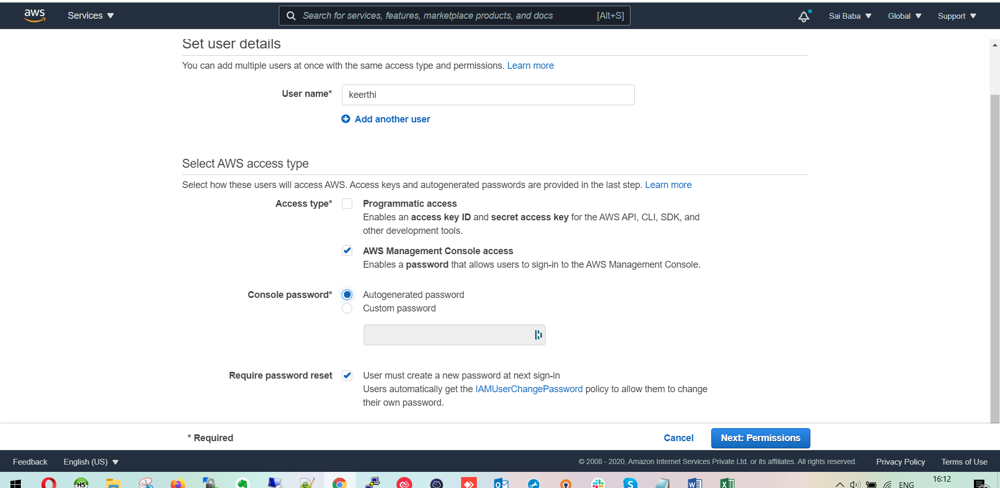 aws Services Search for services, features, marketplace products, and docs [Alt+S] Sai Baba Global Support
Set user details
You can add multiple users at once with the same access type and permissions. Learn more
User name* keerthi
Add another user
Select AWS access type
Select how these users will access AWS. Access keys and autogenerated passwords are provided in the last step. Learn more
Access type* Programmatic access
Enables an access key ID and secret access key for the AWS API, CLI, SDK, and
other development tools.
AWS Management Console access
Enables a password that allows users to sign-in to the AWS Management Console.
Console password* Autogenerated password
Custom password
Require password reset User must create a new password at next sign-in
Users automatically get the IAMUserChangePassword policy to allow them to change
their own password.
* Required Cancel Next: Permissions
Feedback English (US) © 2008 - 2020, Amazon Internet Services Private Ltd. or its affiliates. All rights reserved. Privacy Policy Terms of Use
HS S ENG 16:12